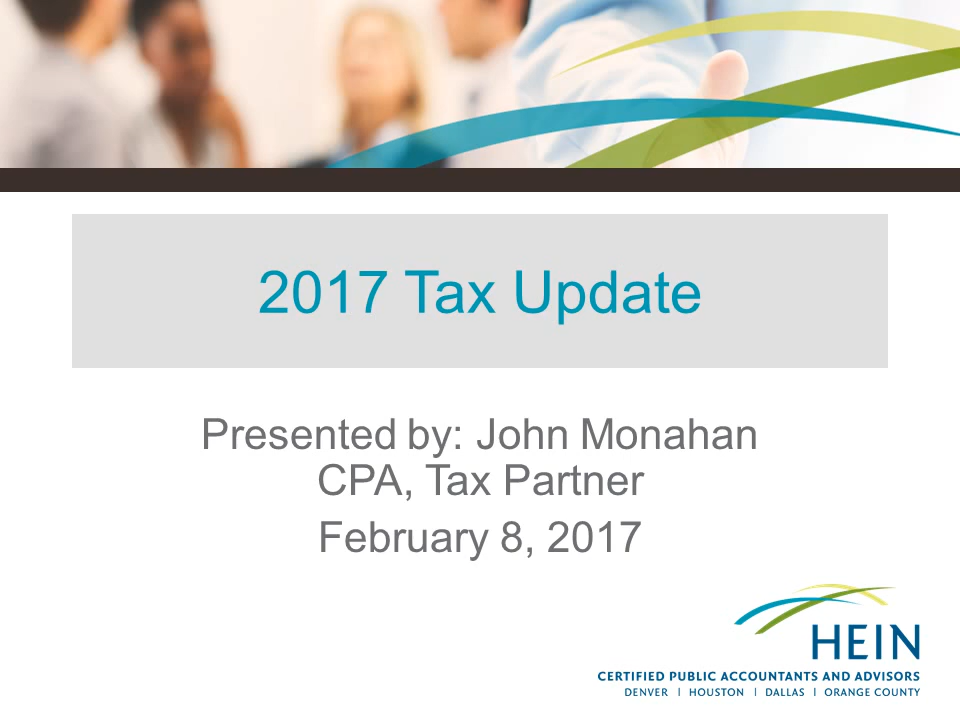 2017 Tax Update
Presented by: John Monahan
CPA, Tax Partner
February 8, 2017
HEIN
CERTIFIED PUBLIC ACCOUNTANTS AND ADVISORS
DENVER | HOUSTON | DALLAS | ORANGE COUNTY